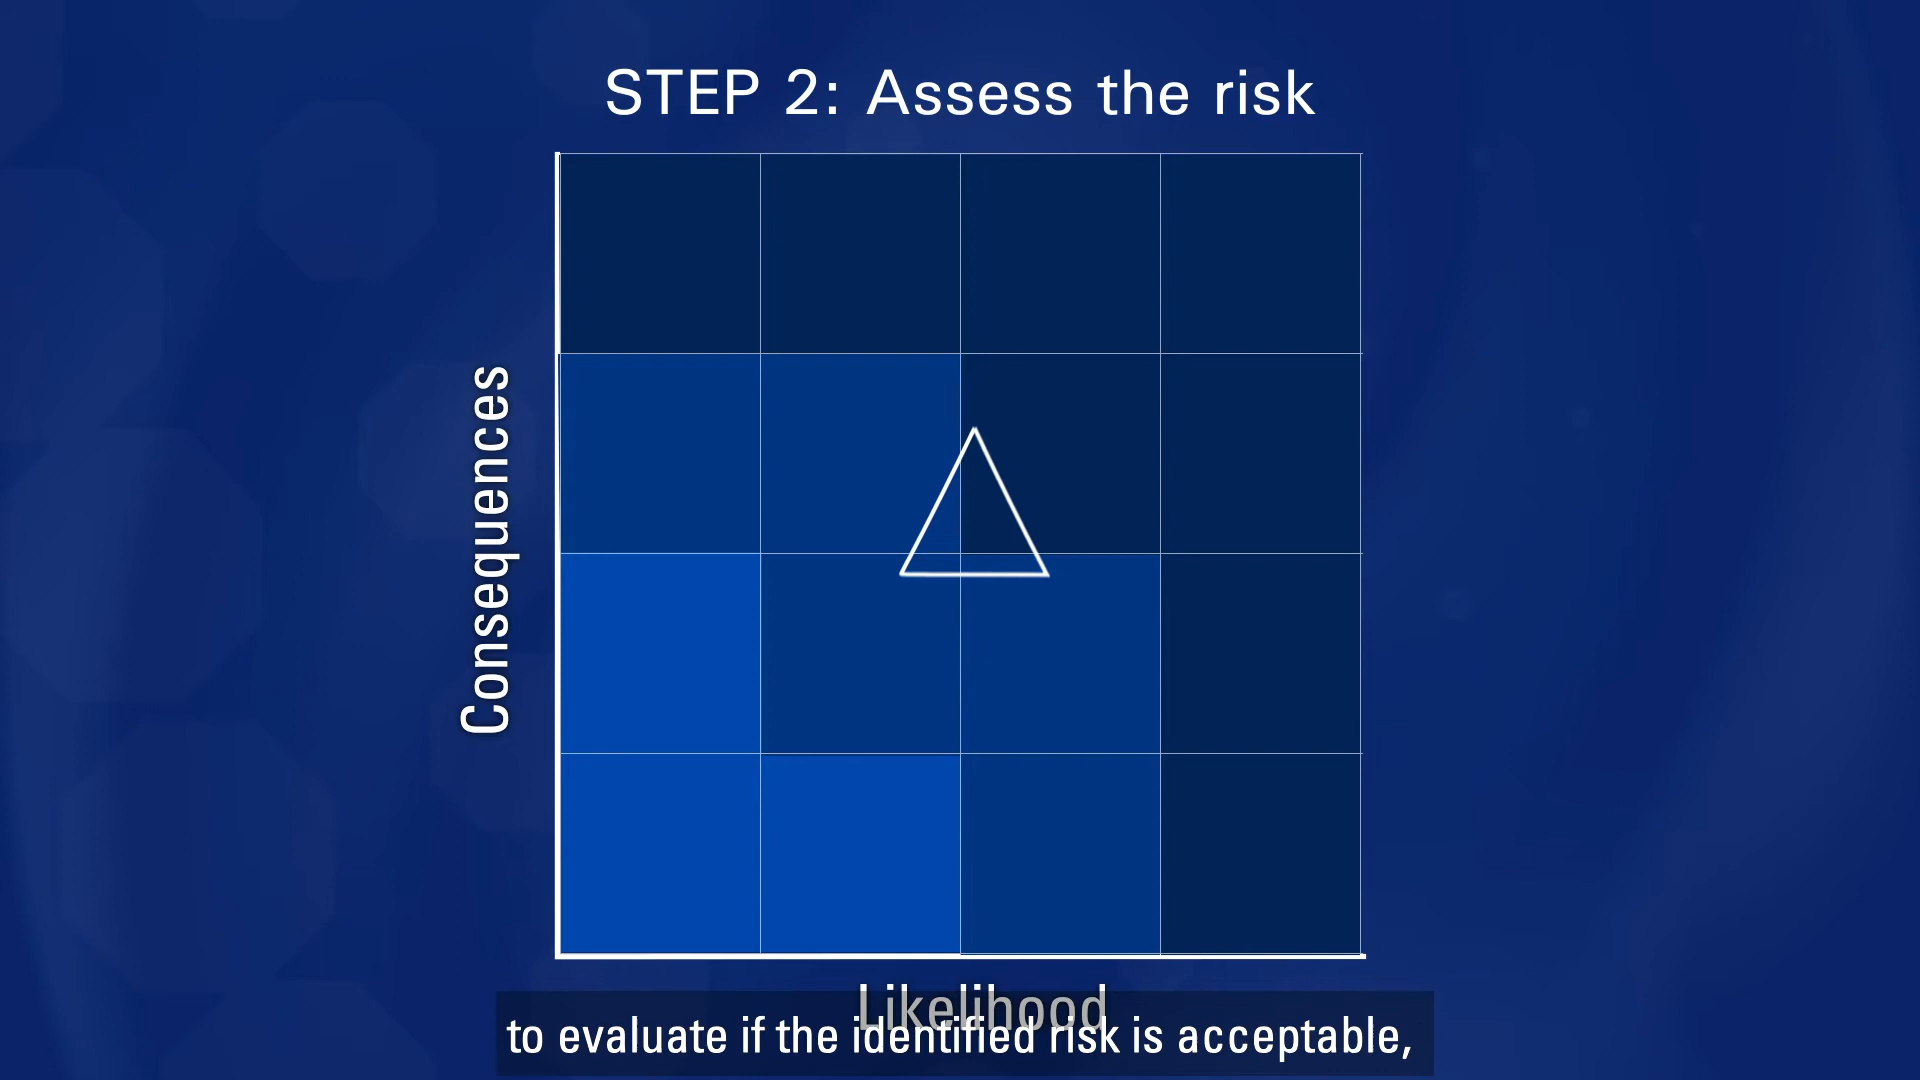 STEP 2: Assess the risk
Consequences
Likelihood
to evaluate if the identified risk is acceptable,